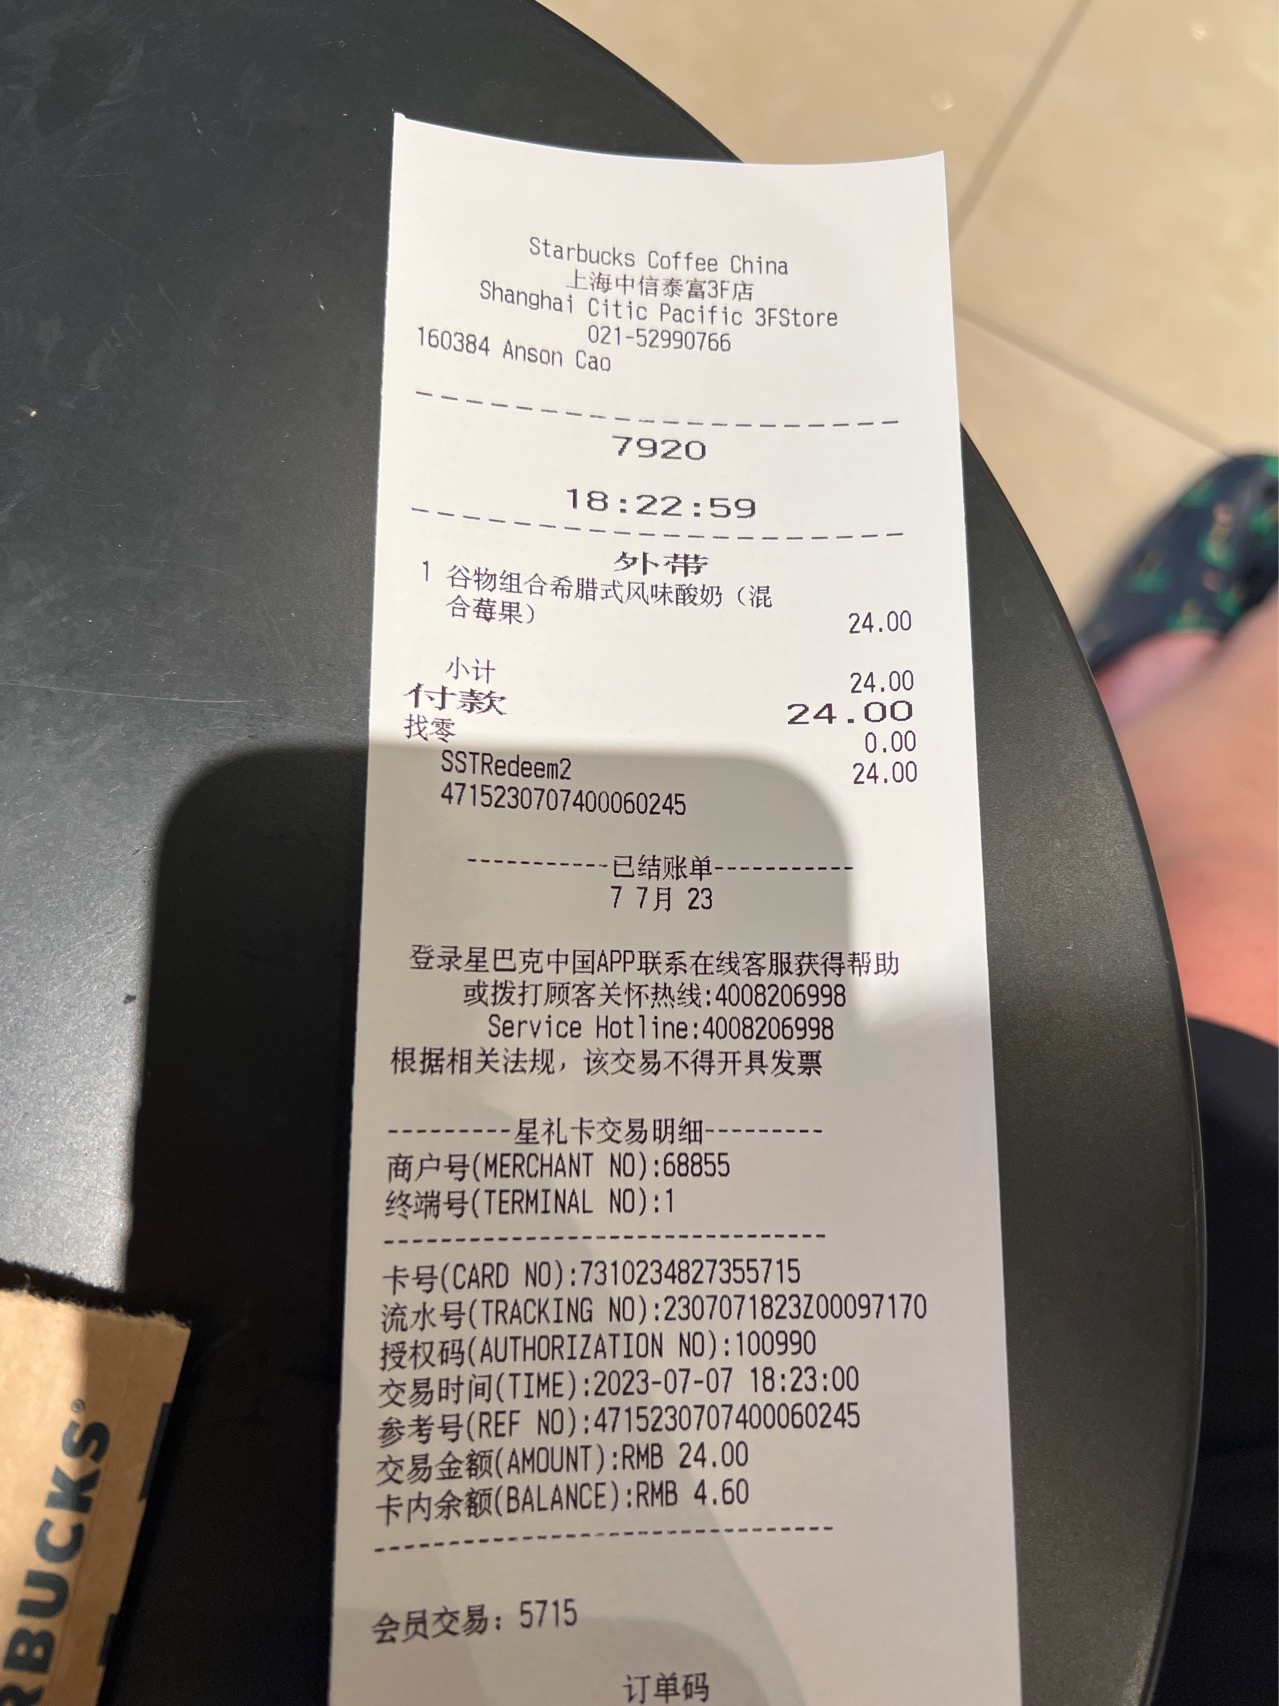 Starbucks Coffee China
上海中信泰富3F店
Shanghai Citic Pacific 3FStore
021-52990766
160384 Anson Cao
7920
18:22:59
外带
1 谷物组合希腊式风味酸奶（混
合莓果） 24.00
小计 24.00
付款 24.00
找零 0.00
SSTRedeem2 24.00
4715230707400060245
-----------已结账单-----------
7 7月 23
登录星巴克中国APP联系在线客服获得帮助
或拨打顾客关怀热线:4008206998
Service Hotline:4008206998
根据相关法规，该交易不得开具发票
---------星礼卡交易明细---------
商户号(MERCHANT NO):68855
终端号(TERMINAL NO):1
卡号(CARD NO):7310234827355715
流水号(TRACKING NO):2307071823Z00097170
授权码(AUTHORIZATION NO):100990
交易时间(TIME):2023-07-07 18:23:00
参考号(REF NO):4715230707400060245
交易金额(AMOUNT):RMB 24.00
卡内余额(BALANCE):RMB 4.60
会员交易: 5715
订单码
RBUCKS®